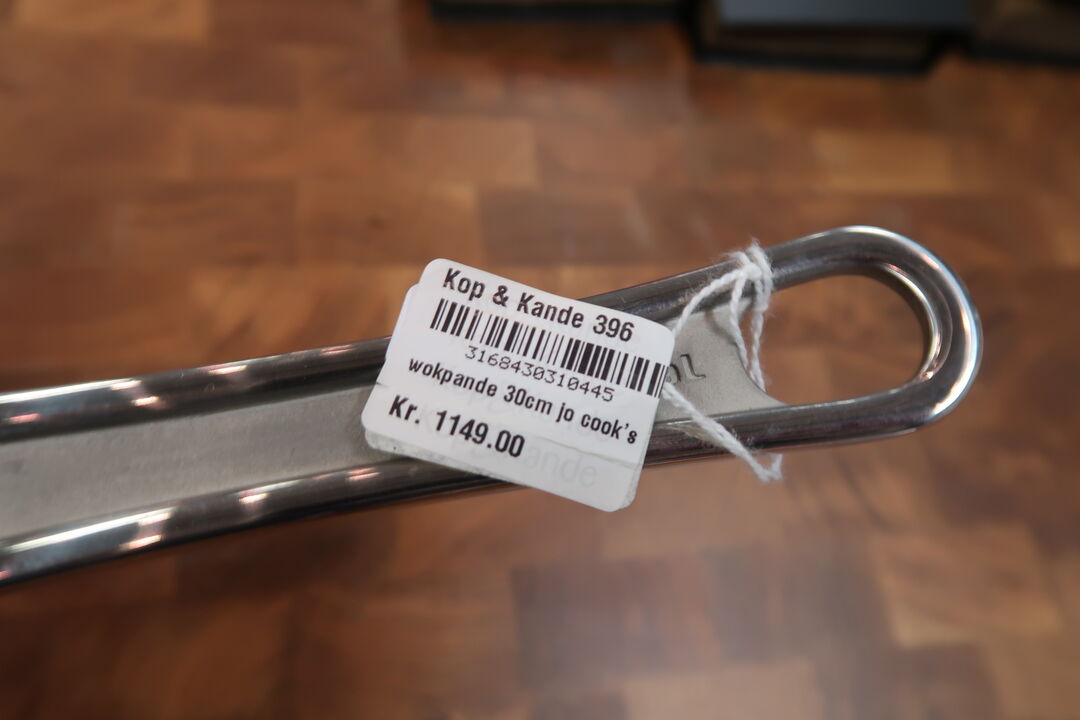 Kop & Kande 396
3168430310445
wokpande 30cm jo cook's
Kr. 1149.00